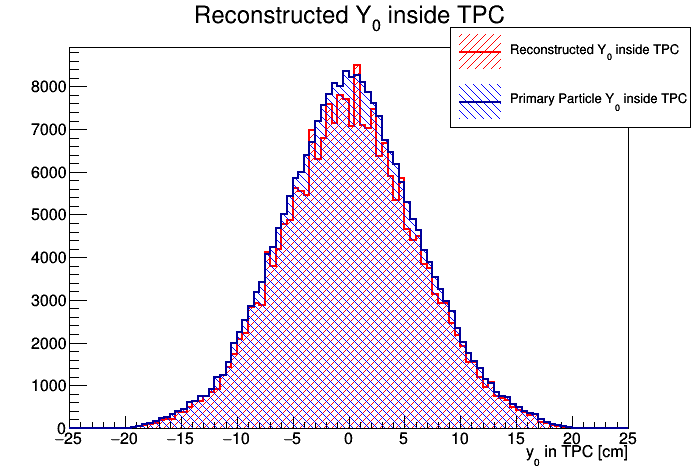 Reconstructed Y0 inside TPC
Reconstructed Y0 inside TPC
Primary Particle Y0 inside TPC
8000
7000
6000
5000
4000
3000
2000
1000
0
−25 −20 −15 −10 −5 0 5 10 15 20 25
y0 in TPC [cm]